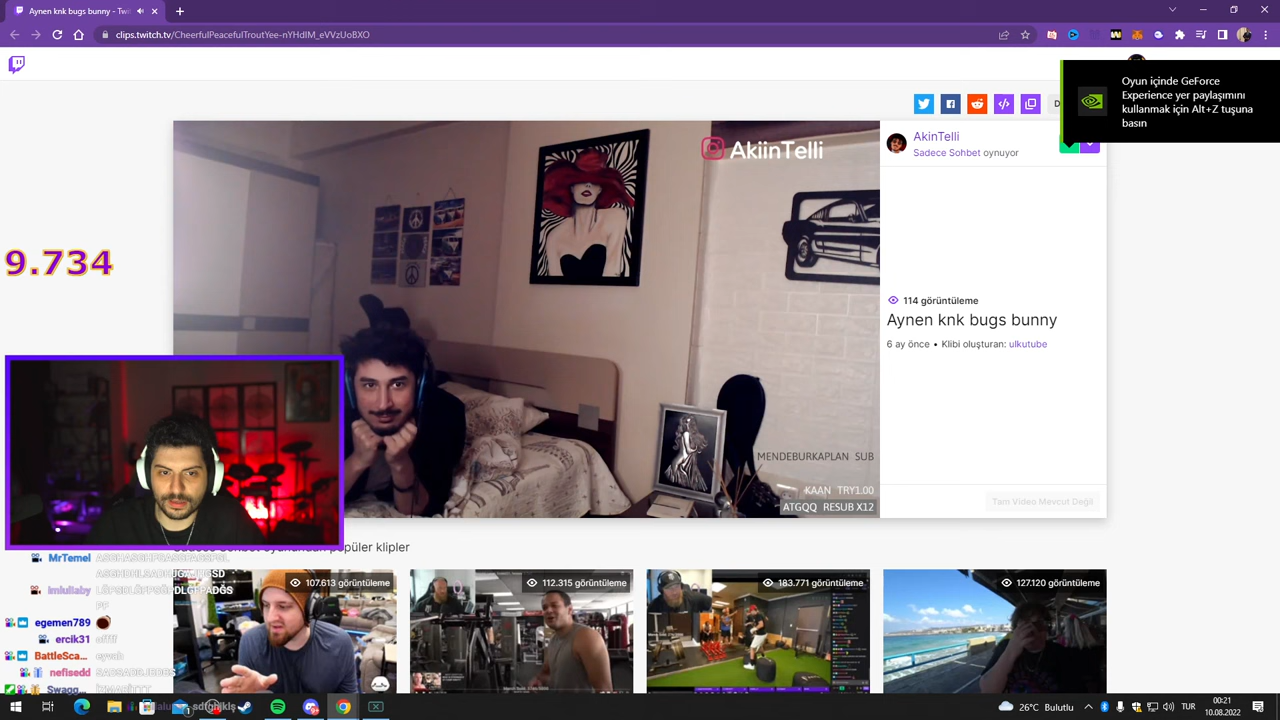 Aynen knk bugs bunny - Twi
clips.twitch.tv/CheerfulPeacefulTroutYee-nYHdIM_eVVzUoBXO
Oyun içinde GeForce
Experience yer paylaşımını
kullanmak için Alt+Z tuşuna
basın
AkiinTelli
AkinTelli
Sadece Sohbet oynuyor
9.734
114 görüntüleme
Aynen knk bugs bunny
6 ay önce • Klibi oluşturan: ulkutube
MENDEBURKAPLAN SUB
KAAN TRY1.00
ATGQQ RESUB X12
Tam Video Mevcut Değil
popüler klipler
107.613 görüntüleme
112.315 görüntüleme
183.771 görüntüleme
127.120 görüntüleme
MrTemel
lmlullaby
egemen789
ercik31 offff
BattleSca... eyvah
nefisedd
Swagg...
26°C Bulutlu
TUR
00:21
10.08.2022